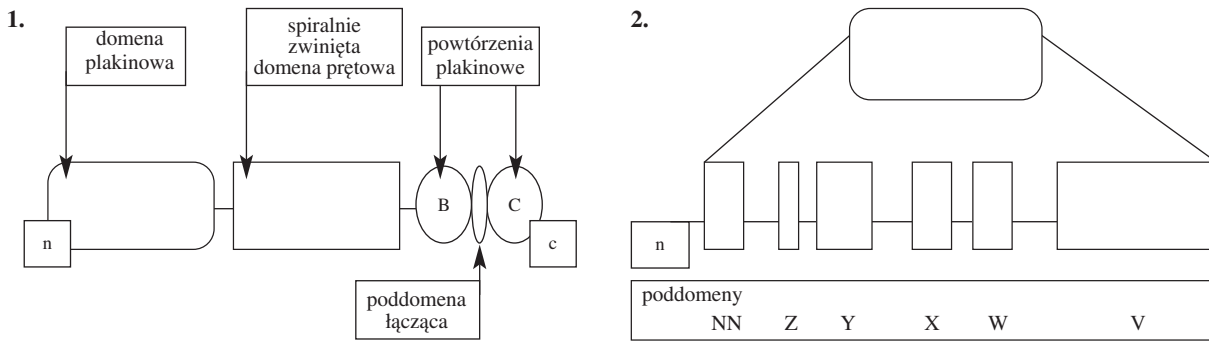 1.
domena
plakinowa
spiralnie
zwinięta
domena prętowa
powtórzenia
plakinowe
B
C
n
c
poddomena
łącząca
2.
n
poddomeny
NN Z Y X W V